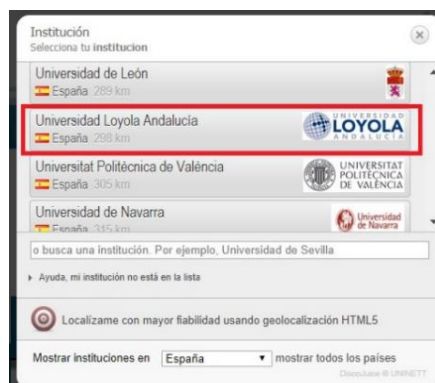 Institución
Selecciona tu institucion
Universidad de León
España 289 km
Universidad Loyola Andalucía
España 298 km
UNIVERSIDAD
LOYOLA
ANDALUCIA
Universitat Politècnica de València
España 305 km
UNIVERSITAT
POLITÈCNICA
DE VALÈNCIA
Universidad de Navarra
España 315 km
Universidad
de Navarra
o busca una institución. Por ejemplo, Universidad de Sevilla
Ayuda, mi institución no está en la lista
Localízame con mayor fiabilidad usando geolocalización HTML5
Mostrar instituciones en España mostrar todos los países
DiscoJuice © UNINETT